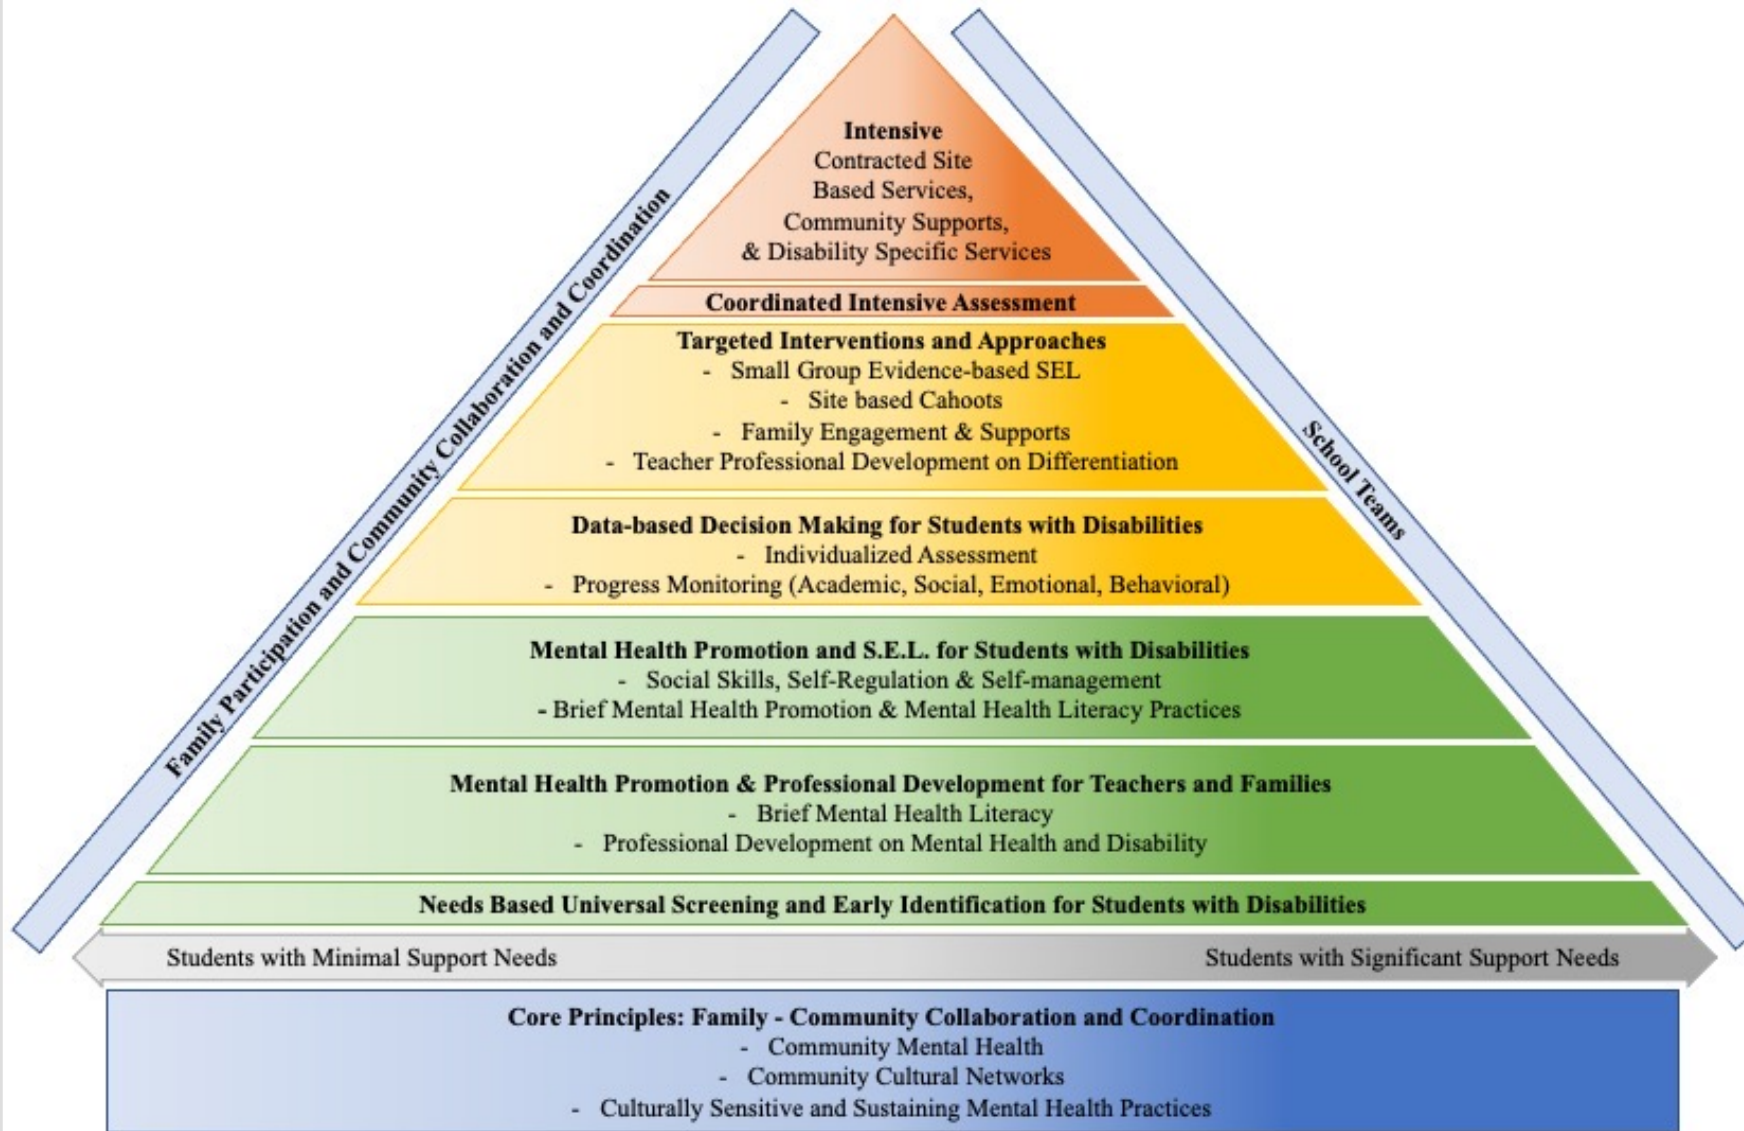 Intensive
Contracted Site
Based Services,
Community Supports,
& Disability Specific Services
Coordinated Intensive Assessment
Targeted Interventions and Approaches
- Small Group Evidence-based SEL
- Site based Cahoots
- Family Engagement & Supports
- Teacher Professional Development on Differentiation
Data-based Decision Making for Students with Disabilities
- Individualized Assessment
- Progress Monitoring (Academic, Social, Emotional, Behavioral)
Mental Health Promotion and S.E.L. for Students with Disabilities
- Social Skills, Self-Regulation & Self-management
- Brief Mental Health Promotion & Mental Health Literacy Practices
Mental Health Promotion & Professional Development for Teachers and Families
- Brief Mental Health Literacy
- Professional Development on Mental Health and Disability
Needs Based Universal Screening and Early Identification for Students with Disabilities
Family Participation and Community Collaboration and Coordination
School Teams
Students with Minimal Support Needs
Students with Significant Support Needs
Core Principles: Family - Community Collaboration and Coordination
- Community Mental Health
- Community Cultural Networks
- Culturally Sensitive and Sustaining Mental Health Practices